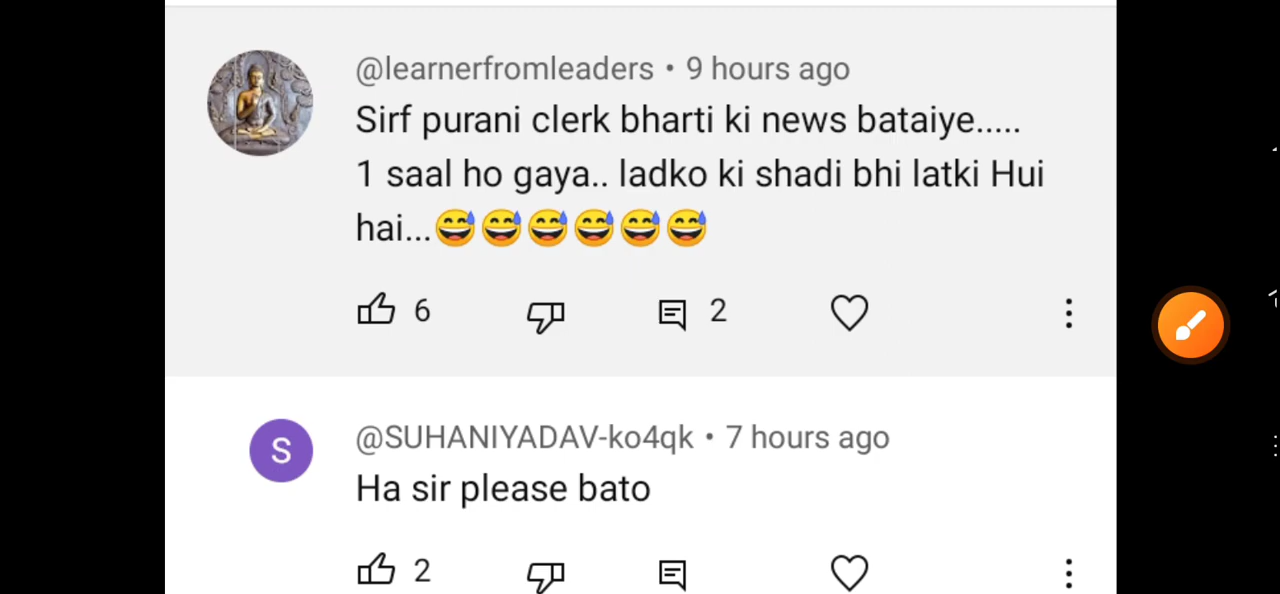 @learnerfromleaders • 9 hours ago
Sirf purani clerk bharti ki news bataiye.....
1 saal ho gaya.. ladko ki shadi bhi latki Hui
hai...😅😅😅😅😅😅
6 2
S @SUHANIYADAV-ko4qk • 7 hours ago
Ha sir please bato
2